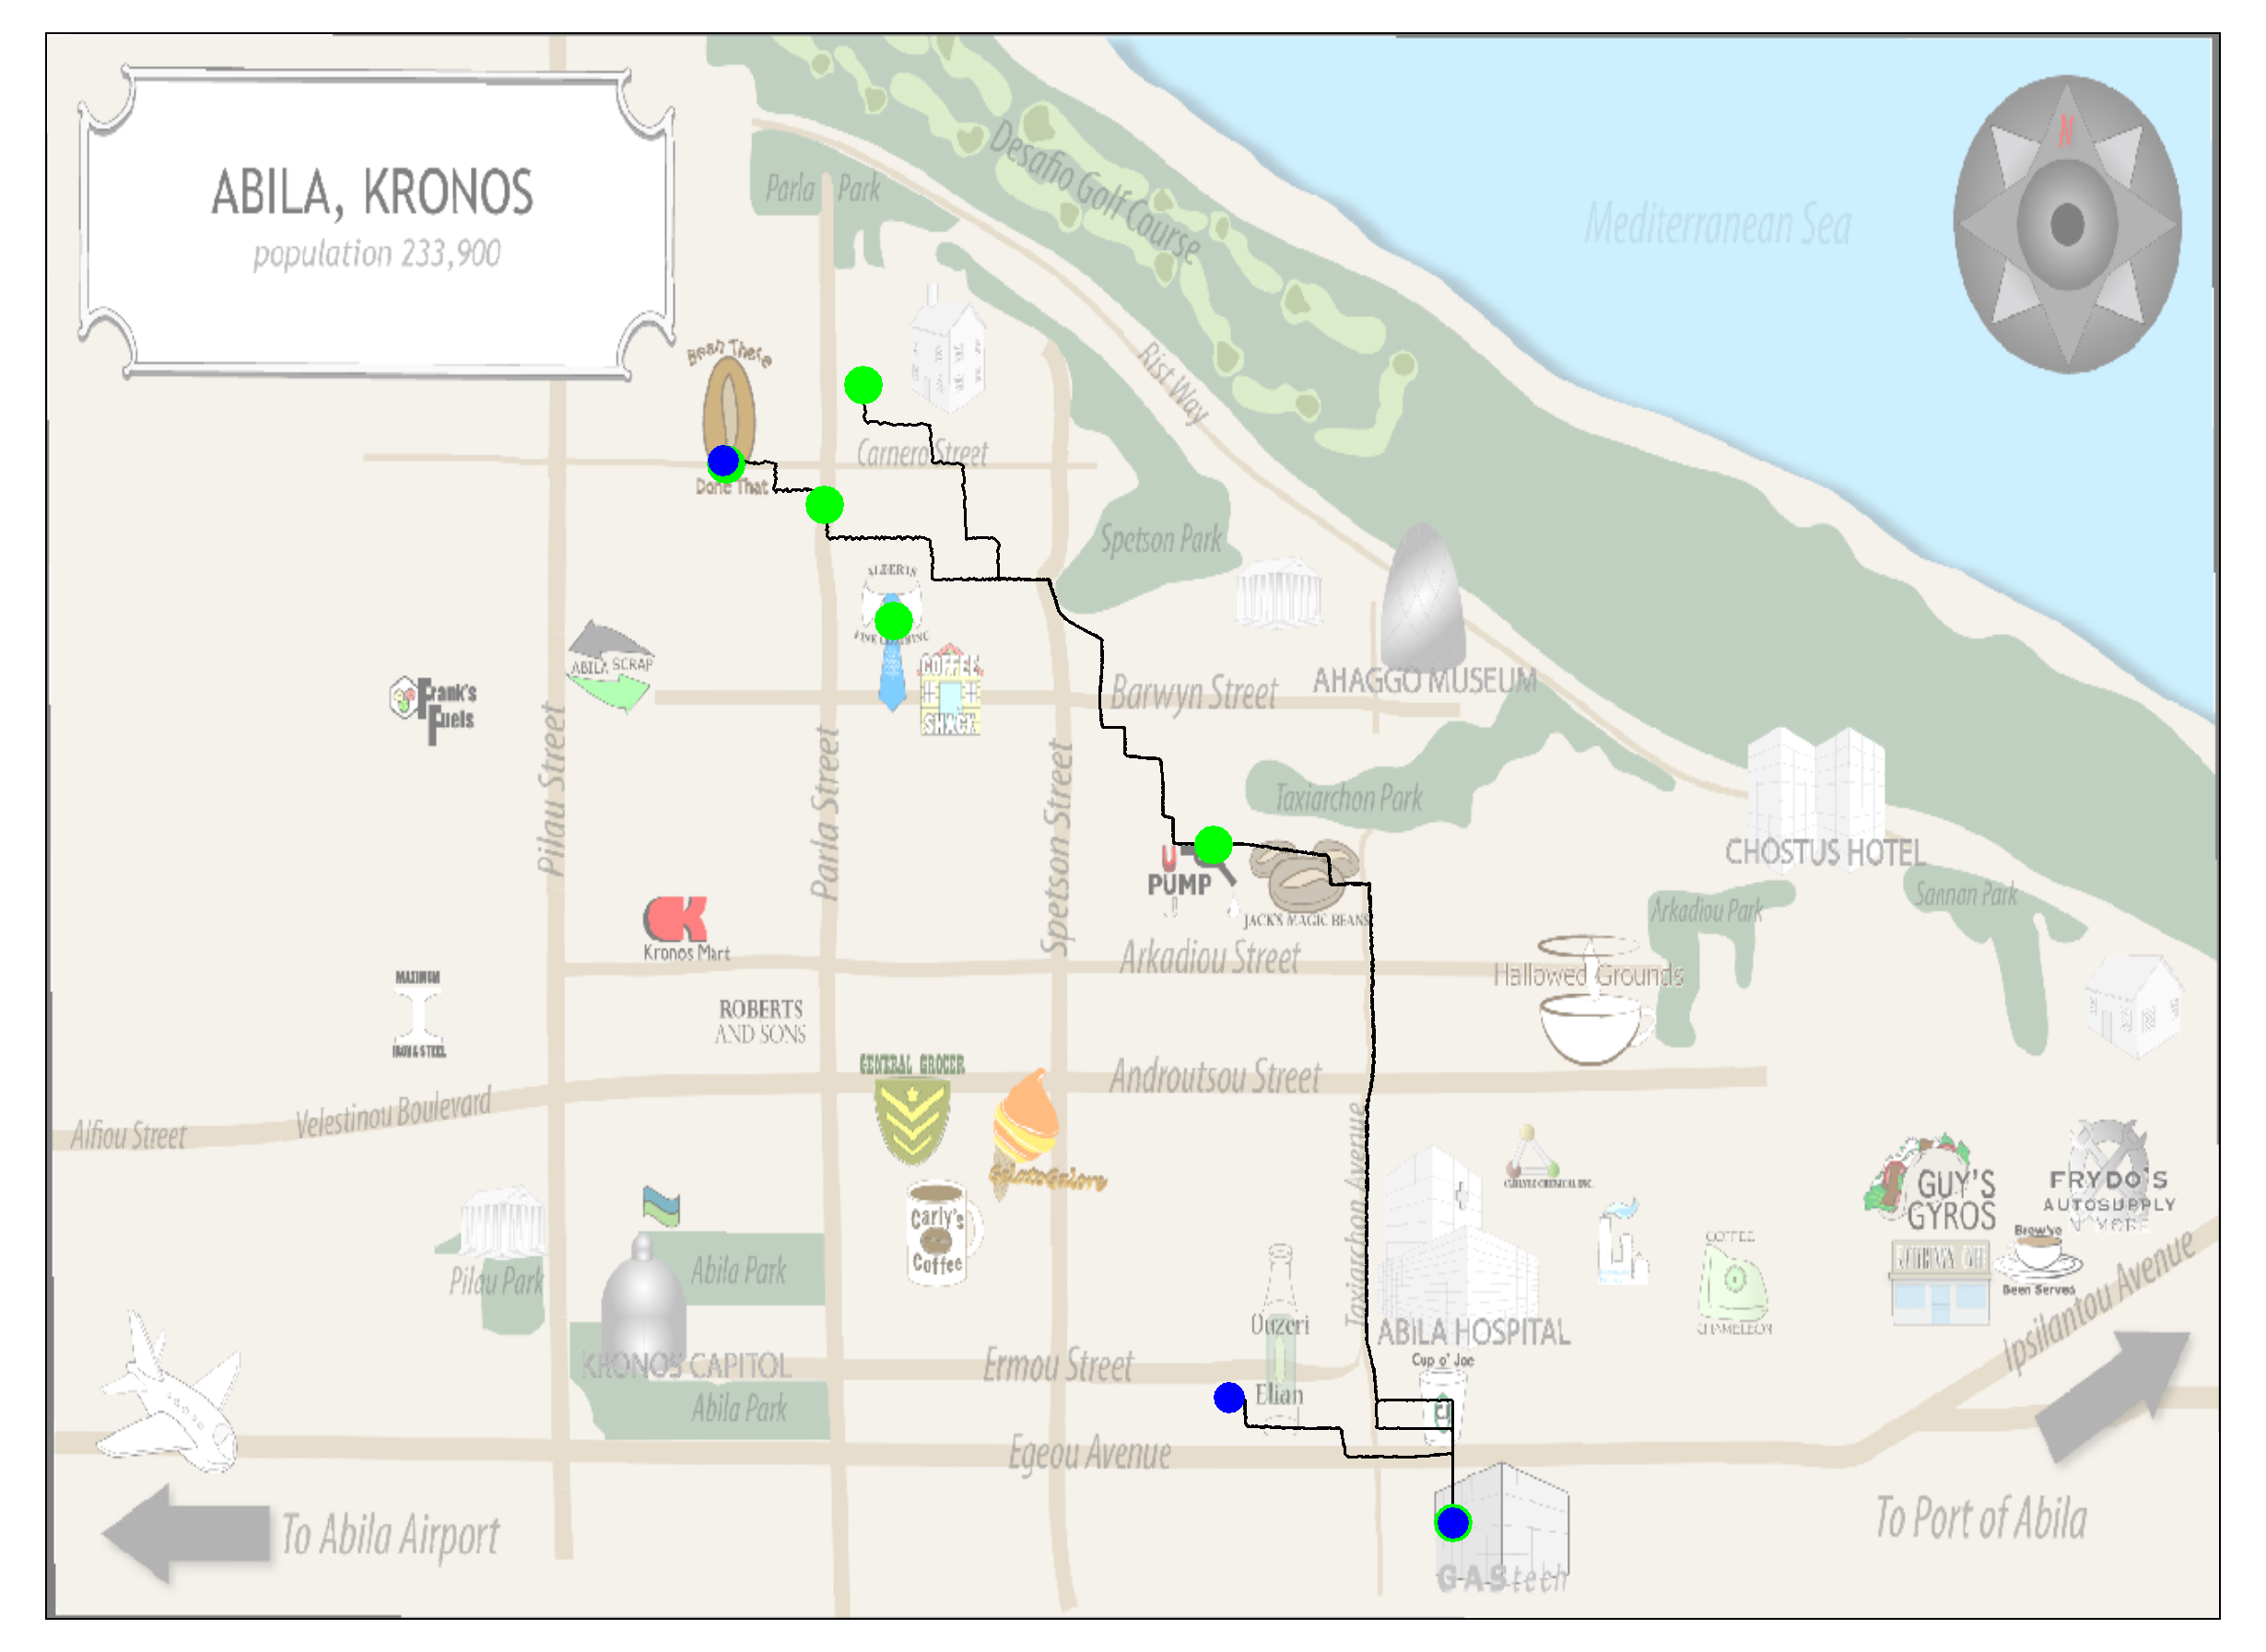 ABILA, KRONOS
population 233,900
N
Parla Park
Desafio Golf Course
Mediterranean Sea
Rist Way
Bean There
Done That
Carnero Street
Spetson Park
ALBERTS
ABILA SCRAP
Frank's
Fuels
COFFEE
SHACK
Barwyn Street
AHAGGO MUSEUM
Pilau Street
Parla Street
Spetson Street
Taxiarchon Park
CHOSTUS HOTEL
U
PUMP
JACK'S MAGIC BEANS
Kronos Mart
Arkadiou Street
Arkadiou Park
Sannan Park
Hallowed Grounds
MAXIMUM
IRON & STEEL
ROBERTS
AND SONS
GENERAL GROCER
Androutsou Street
Alfiou Street
Velestinou Boulevard
GelatoGalore
Taxiarchon Avenue
Carly's
Coffee
GUY'S
GYROS
FRYDO'S
AUTOSUPPLY
Brew've
Been Served
COFFEE
CHAMELEON
Pilau Park
Abila Park
Ouzeri
Elian
ABILA HOSPITAL
Cup o' Joe
KRONOS CAPITOL
Ermou Street
Abila Park
Egeou Avenue
Ipsilantou Avenue
To Abila Airport
To Port of Abila
GAStech